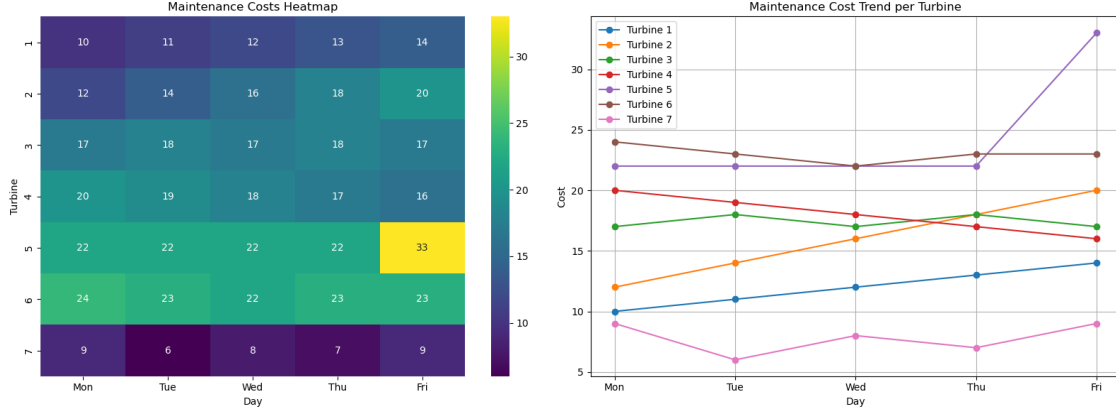 Maintenance Costs Heatmap
Turbine
1 10 11 12 13 14
2 12 14 16 18 20
3 17 18 17 18 17
4 20 19 18 17 16
5 22 22 22 22 33
6 24 23 22 23 23
7 9 6 8 7 9
Mon Tue Wed Thu Fri
Day
30
25
20
15
10
Maintenance Cost Trend per Turbine
Turbine 1
Turbine 2
Turbine 3
Turbine 4
Turbine 5
Turbine 6
Turbine 7
Cost
30
25
20
15
10
5
Mon Tue Wed Thu Fri
Day